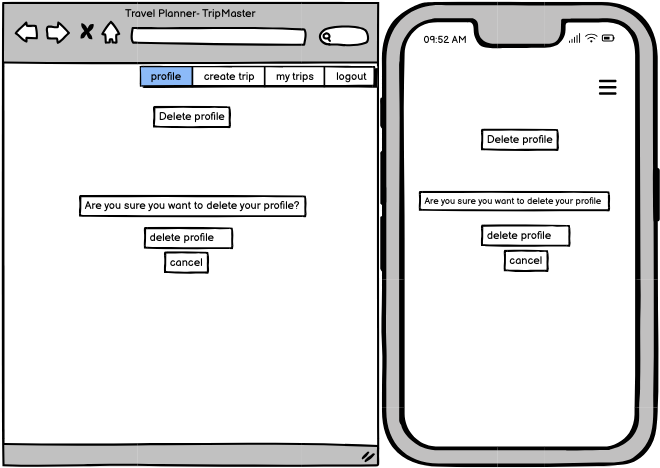 Travel Planner- TripMaster
profile create trip my trips logout
Delete profile
Are you sure you want to delete your profile?
delete profile
cancel
09:52 AM
Delete profile
Are you sure you want to delete your profile
delete profile
cancel